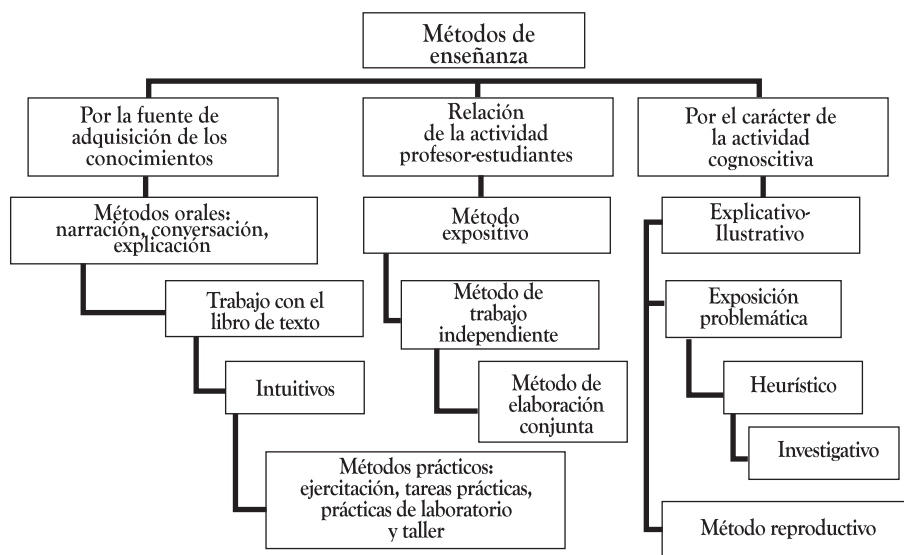 Métodos de
enseñanza
Por la fuente de
adquisición de los
conocimientos
Relación
de la actividad
profesor-estudiantes
Por el carácter de
la actividad
cognoscitiva
Métodos orales:
narración, conversación,
explicación
Método
expositivo
Explicativo-
Ilustrativo
Trabajo con el
libro de texto
Método de
trabajo
independiente
Exposición
problemática
Intuitivos
Método de
elaboración
conjunta
Heurístico
Investigativo
Métodos prácticos:
ejercitación, tareas prácticas,
prácticas de laboratorio
y taller
Método reproductivo